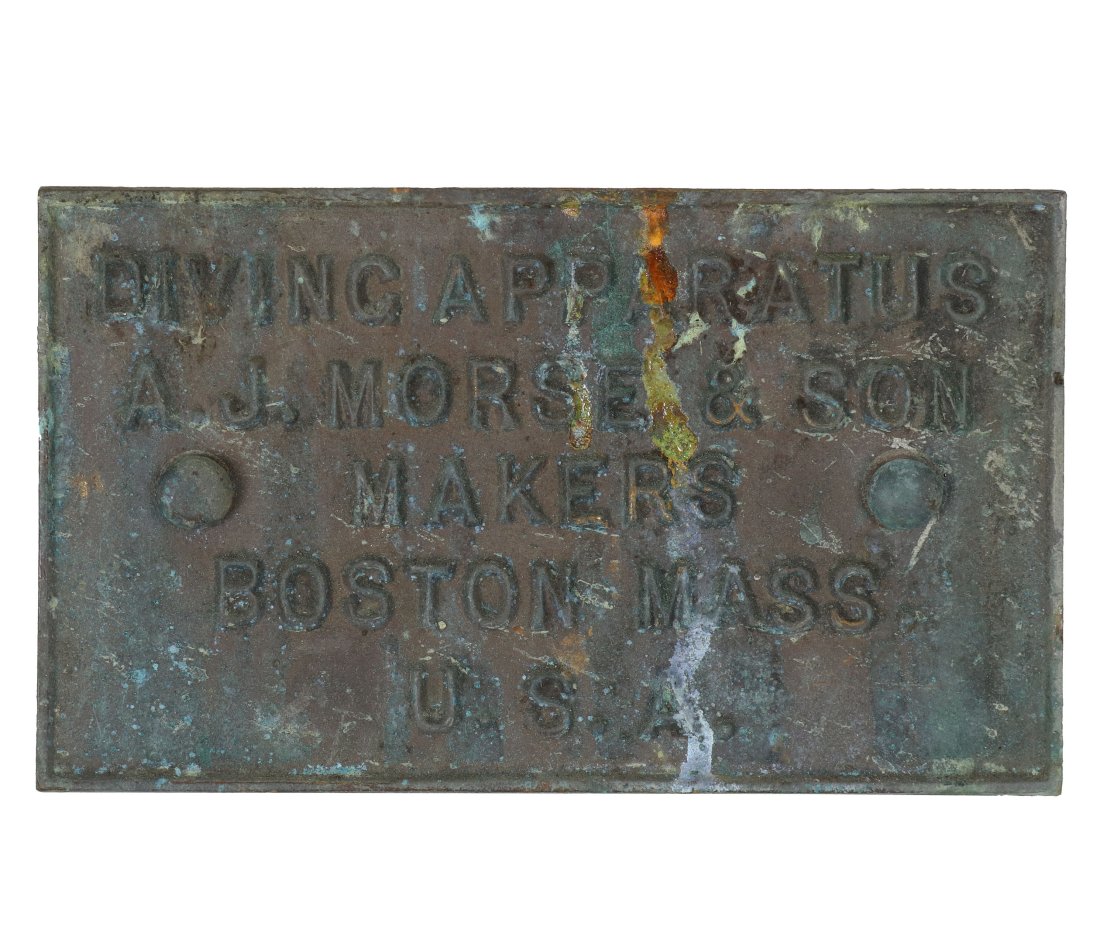 DIVING APPARATUS
A.J. MORSE & SON
MAKERS
BOSTON MASS.
U.S.A.